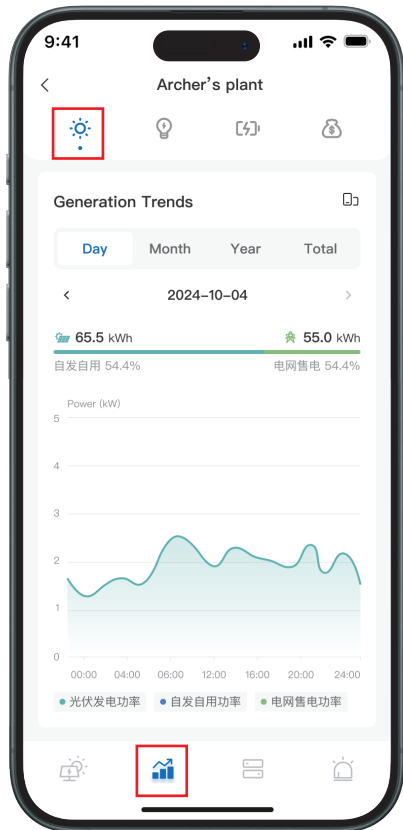 9:41
Archer's plant
Generation Trends
Day Month Year Total
2024-10-04
65.5 kWh 55.0 kWh
自发自用 54.4% 电网售电 54.4%
Power (kW)
5
4
3
2
1
0
00:00 04:00 06:00 12:00 16:00 20:00 24:00
光伏发电功率 自发自用功率 电网售电功率